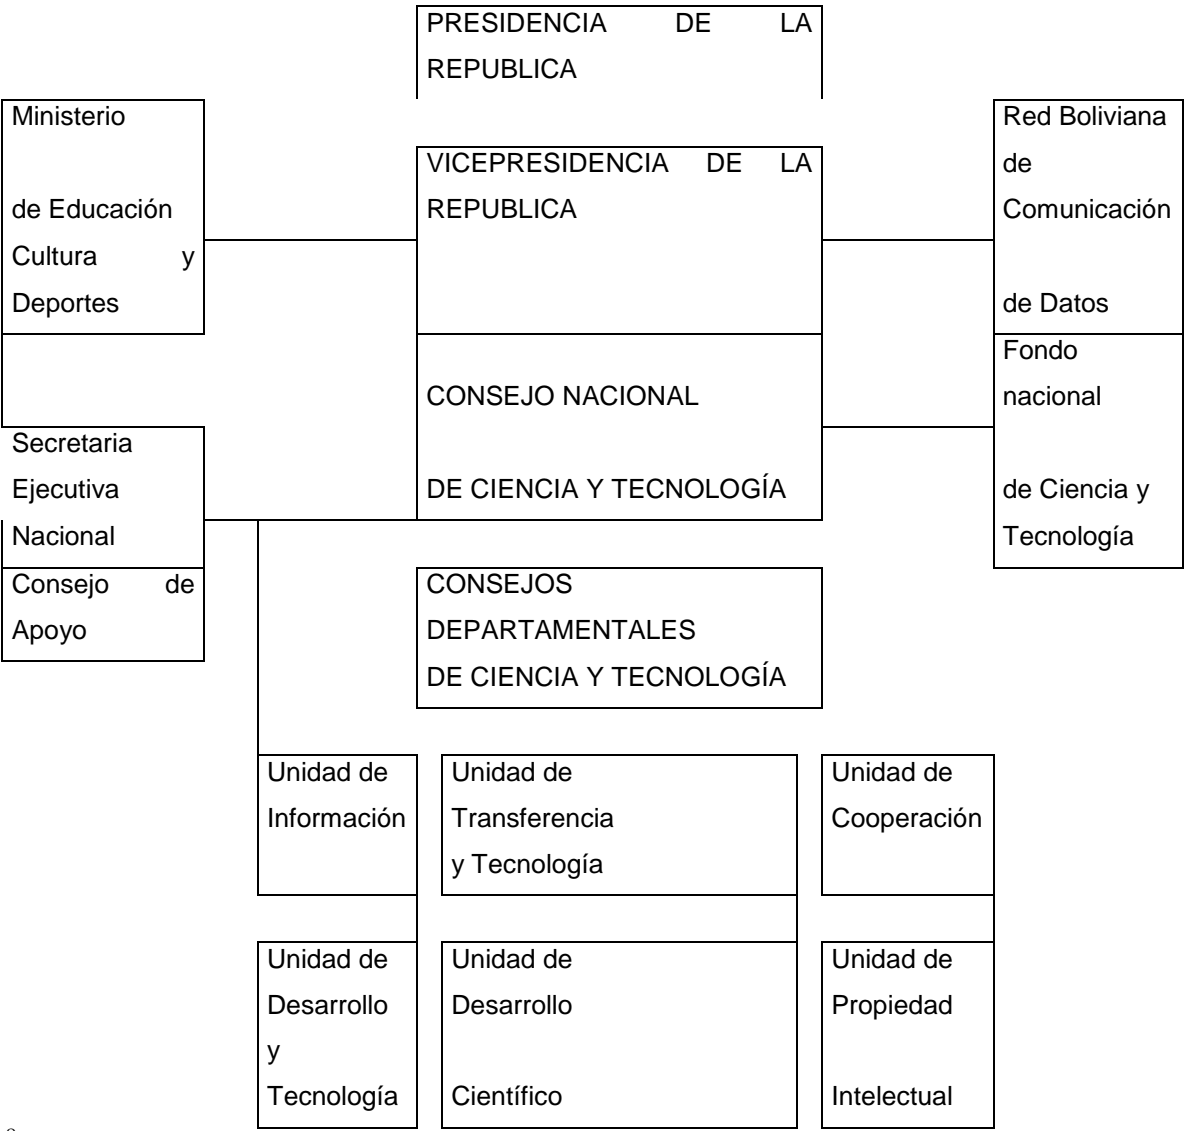 PRESIDENCIA DE LA
REPUBLICA
Ministerio
de Educación
Cultura y
Deportes
VICEPRESIDENCIA DE LA
REPUBLICA
Red Boliviana
de
Comunicación
de Datos
CONSEJO NACIONAL
DE CIENCIA Y TECNOLOGÍA
Fondo
nacional
de Ciencia y
Tecnología
Secretaria
Ejecutiva
Nacional
Consejo de
Apoyo
CONSEJOS
DEPARTAMENTALES
DE CIENCIA Y TECNOLOGÍA
Unidad de
Información
Unidad de
Transferencia
y Tecnología
Unidad de
Cooperación
Unidad de
Desarrollo
y
Tecnología
Unidad de
Desarrollo
Científico
Unidad de
Propiedad
Intelectual